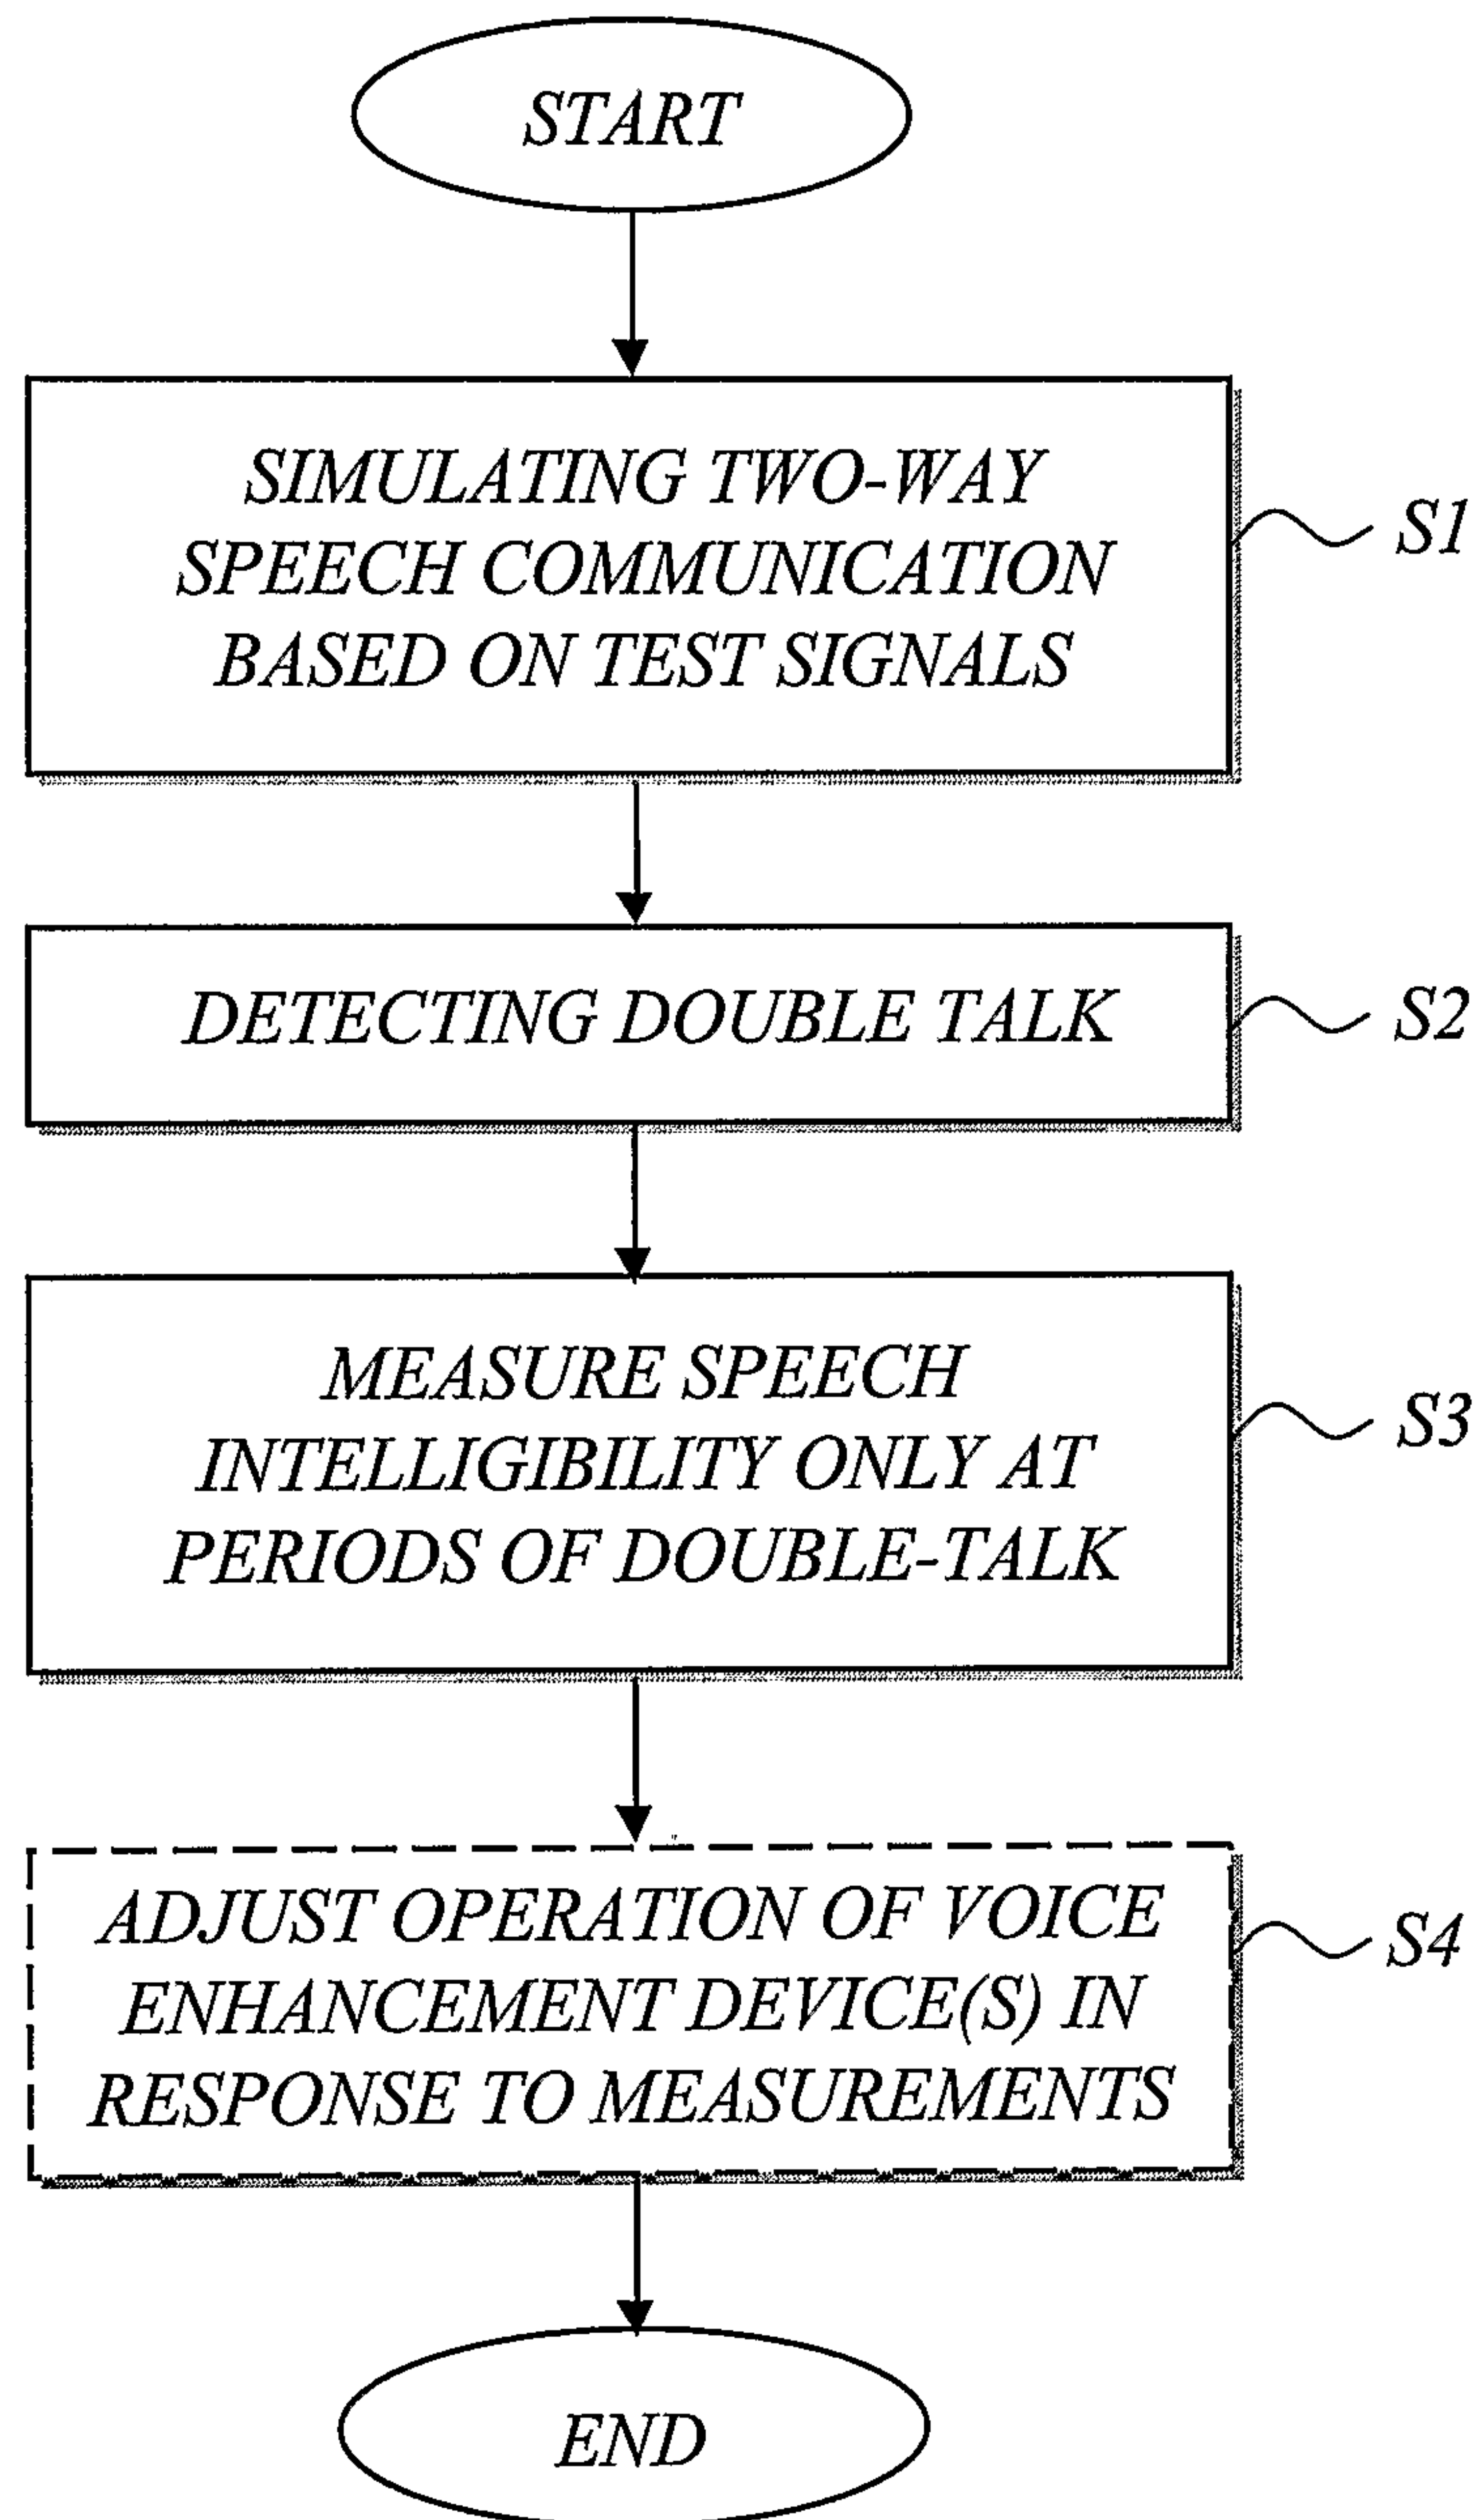 START
SIMULATING TWO-WAY
SPEECH COMMUNICATION
BASED ON TEST SIGNALS
S1
DETECTING DOUBLE TALK
S2
MEASURE SPEECH
INTELLIGIBILITY ONLY AT
PERIODS OF DOUBLE-TALK
S3
ADJUST OPERATION OF VOICE
ENHANCEMENT DEVICE(S) IN
RESPONSE TO MEASUREMENTS
S4
END